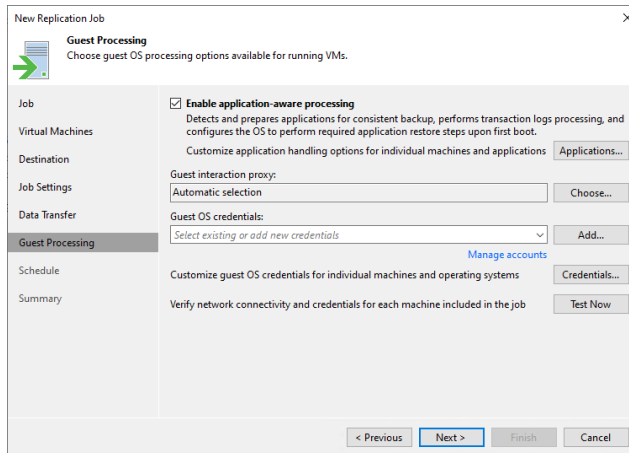 New Replication Job
Guest Processing
Choose guest OS processing options available for running VMs.
Job
Virtual Machines
Destination
Job Settings
Data Transfer
Guest Processing
Schedule
Summary
Enable application-aware processing
Detects and prepares applications for consistent backup, performs transaction logs processing, and
configures the OS to perform required application restore steps upon first boot.
Customize application handling options for individual machines and applications
Applications...
Guest interaction proxy:
Automatic selection
Choose...
Guest OS credentials:
Select existing or add new credentials
Add...
Manage accounts
Customize guest OS credentials for individual machines and operating systems
Credentials...
Verify network connectivity and credentials for each machine included in the job
Test Now
< Previous
Next >
Finish
Cancel